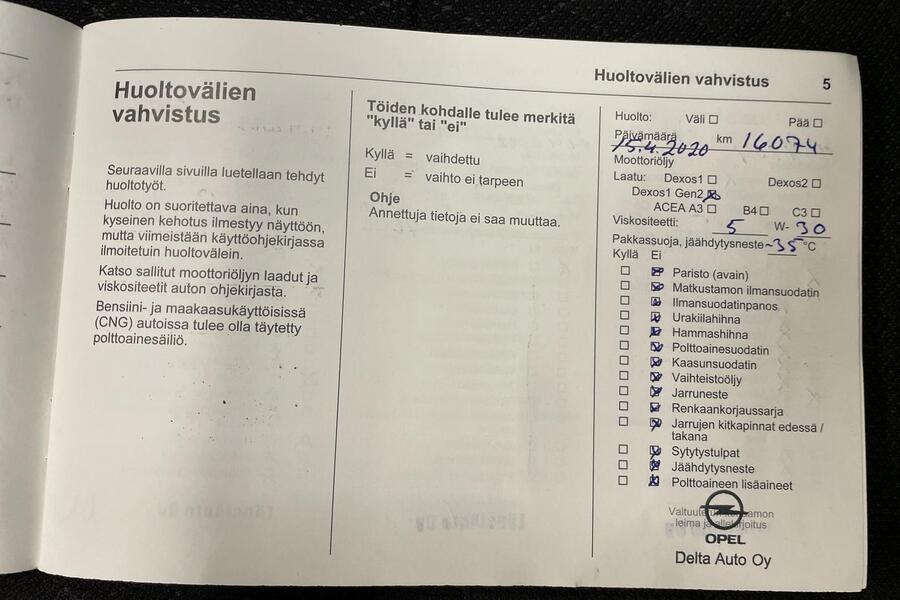 Huoltovälien vahvistus 5
Huoltovälien
vahvistus
Seuraavilla sivuilla luetellaan tehdyt
huoltotyöt.
Huolto on suoritettava aina, kun
kyseinen kehotus ilmestyy näyttöön,
mutta viimeistään käyttöohjekirjassa
ilmoitetuin huoltovälein.
Katso sallitut moottoriöljyn laadut ja
viskositeetit auton ohjekirjasta.
Bensiini- ja maakaasukäyttöisissä
(CNG) autoissa tulee olla täytetty
polttoainesäiliö.
Töiden kohdalle tulee merkitä
"kyllä" tai "ei"
Kyllä = vaihdettu
Ei = vaihto ei tarpeen
Ohje
Annettuja tietoja ei saa muuttaa.
Huolto: Väli Pää
Päivämäärä km 16074
15.4.2020
Moottoriöljy
Laatu: Dexos1 Dexos2
Dexos1 Gen2
ACEA A3 B4 C3
Viskositeetti: 5 W- 30
Pakkassuoja, jäähdytysneste -35 °C
Kyllä Ei
Paristo (avain)
Matkustamon ilmansuodatin
Ilmansuodatinpanos
Urakiilahihna
Hammashihna
Polttoainesuodatin
Kaasunsuodatin
Vaihteistoöljy
Jarruneste
Renkaankorjaussarja
Jarrujen kitkapinnat edessä /
takana
Sytytystulpat
Jäähdytysneste
Polttoaineen lisäaineet
OPEL
Delta Auto Oy